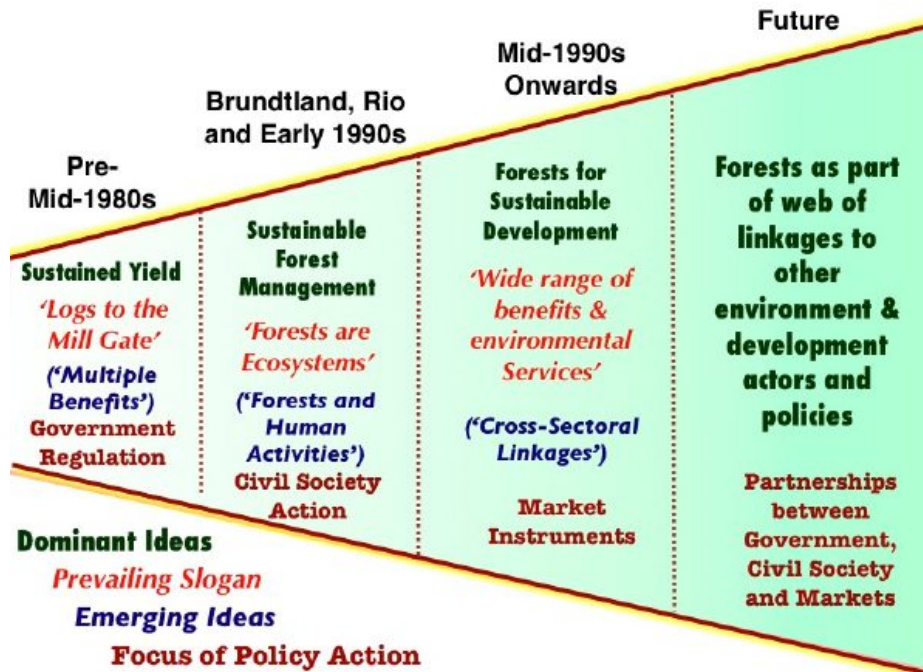 Pre-
Mid-1980s
Sustained Yield
‘Logs to the
Mill Gate’
(‘Multiple
Benefits’)
Government
Regulation
Brundtland, Rio
and Early 1990s
Sustainable
Forest
Management
‘Forests are
Ecosystems’
(‘Forests and
Human
Activities’)
Civil Society
Action
Mid-1990s
Onwards
Forests for
Sustainable
Development
‘Wide range of
benefits &
environmental
Services’
(‘Cross-Sectoral
Linkages’)
Market
Instruments
Future
Forests as part
of web of
linkages to
other
environment &
development
actors and
policies
Partnerships
between
Government,
Civil Society
and Markets
Dominant Ideas
Prevailing Slogan
Emerging Ideas
Focus of Policy Action